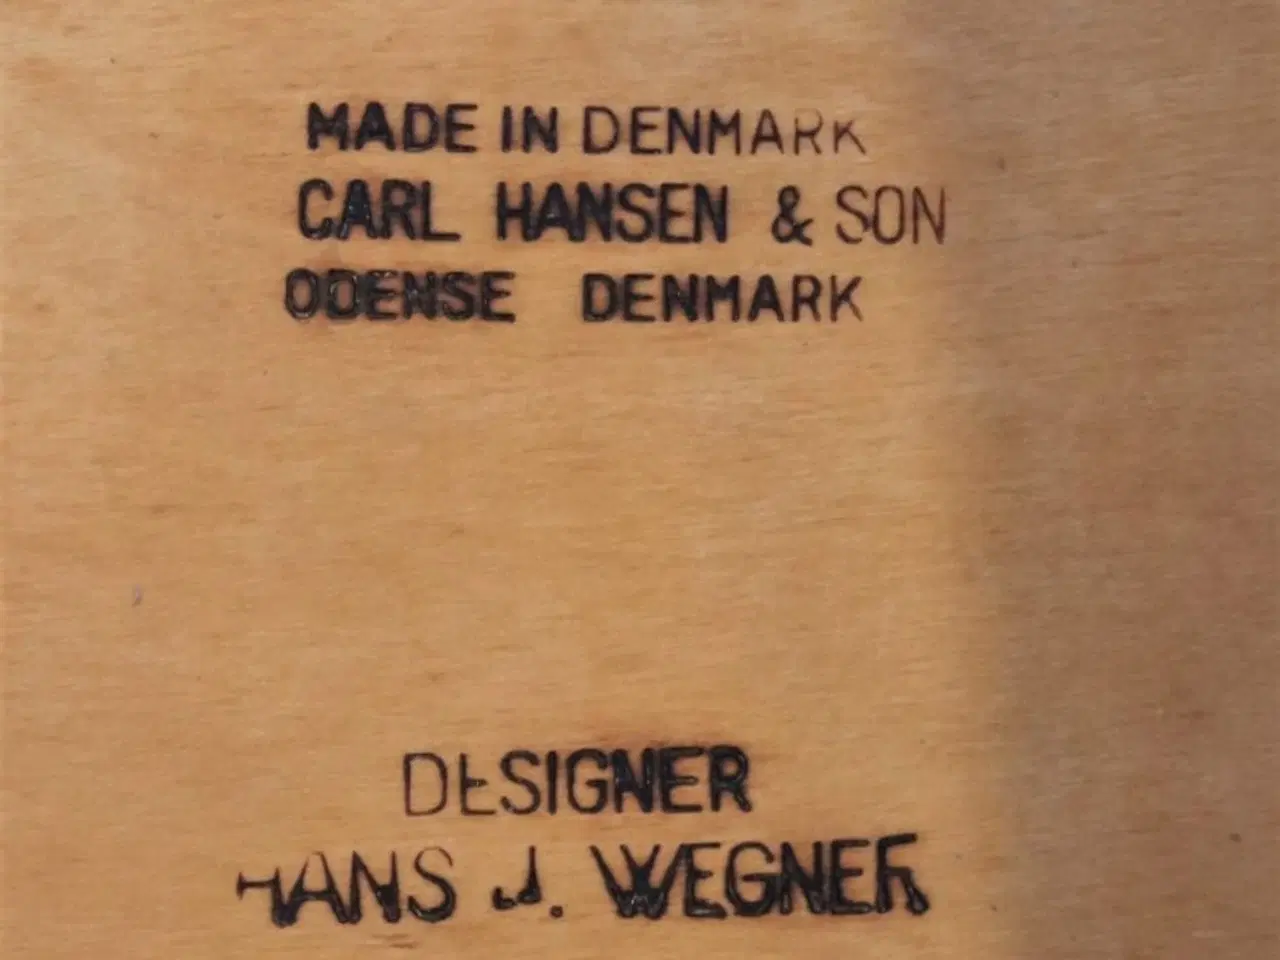 MADE IN DENMARK
CARL HANSEN & SON
ODENSE DENMARK
DESIGNER
HANS J. WEGNER